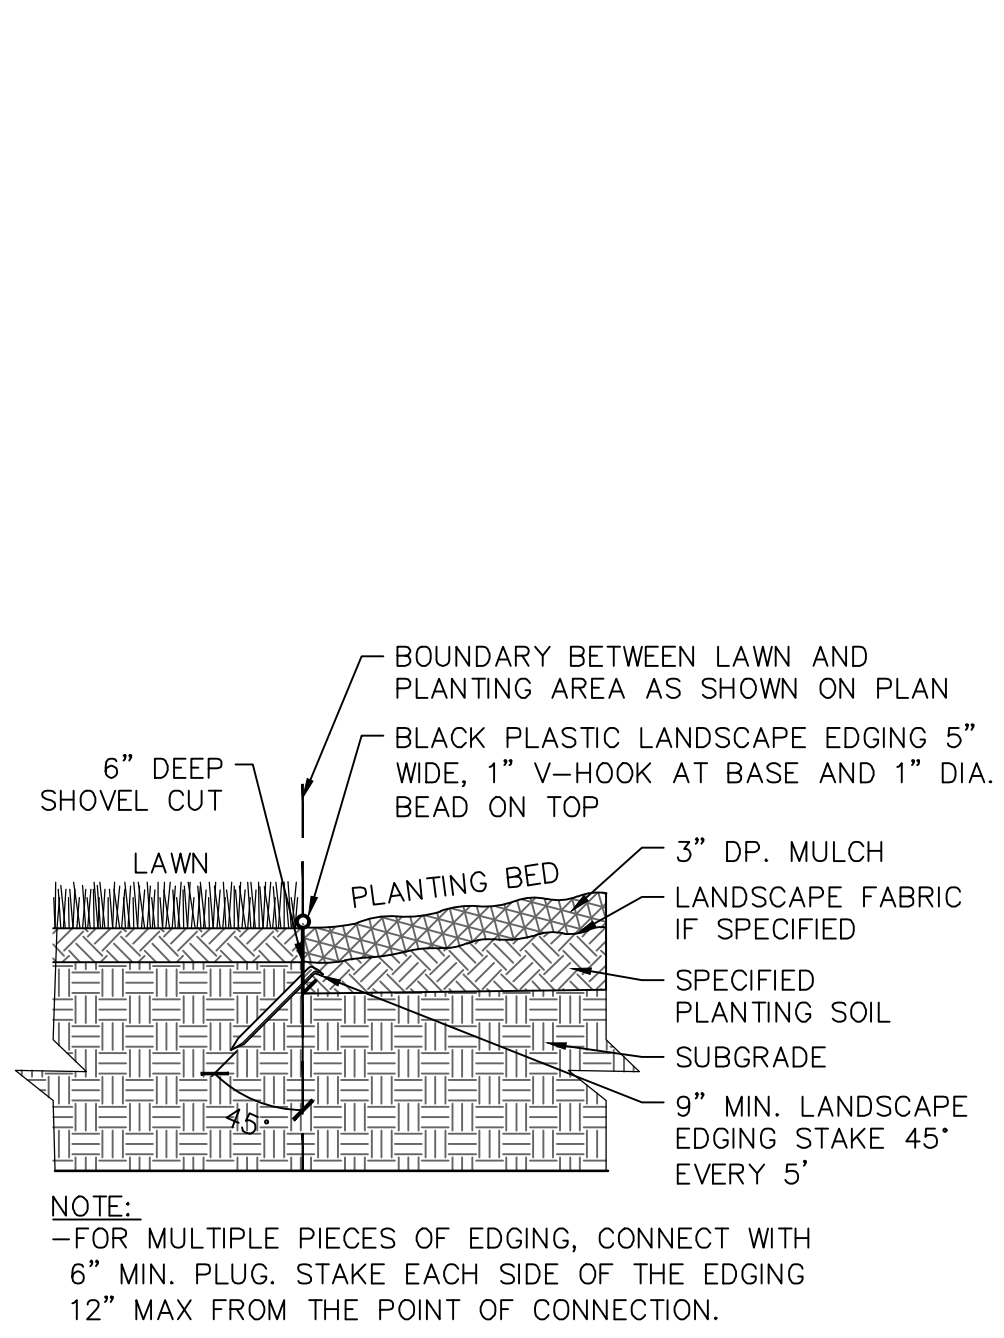 BOUNDARY BETWEEN LAWN AND
PLANTING AREA AS SHOWN ON PLAN
BLACK PLASTIC LANDSCAPE EDGING 5”
WIDE, 1” V-HOOK AT BASE AND 1” DIA.
BEAD ON TOP
6” DEEP
SHOVEL CUT
LAWN
PLANTING BED
3” DP. MULCH
LANDSCAPE FABRIC
IF SPECIFIED
SPECIFIED
PLANTING SOIL
SUBGRADE
9” MIN. LANDSCAPE
EDGING STAKE 45°
EVERY 5’
45°
NOTE:
-FOR MULTIPLE PIECES OF EDGING, CONNECT WITH
6” MIN. PLUG. STAKE EACH SIDE OF THE EDGING
12” MAX FROM THE POINT OF CONNECTION.